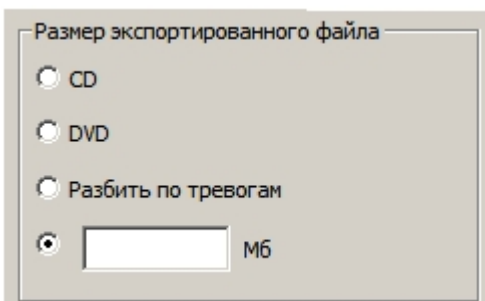 Размер экспортированного файла
CD
DVD
Разбить по тревогам
Мб